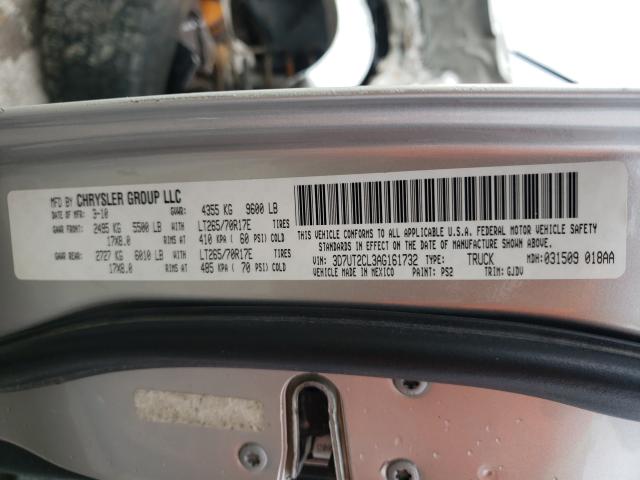 MFD BY CHRYSLER GROUP LLC
DATE OF MFD: 3-10 GVWR: 4355 KG 9600 LB
GAWR FRONT: 2495 KG 5500 LB LT265/70R17E TIRES
17X8.0 RIMS AT 410 KPA ( 60 PSI) COLD
GAWR REAR: 2727 KG 6010 LB LT265/70R17E TIRES
17X8.0 RIMS AT 485 KPA ( 70 PSI) COLD
THIS VEHICLE CONFORMS TO ALL APPLICABLE U.S.A. FEDERAL MOTOR VEHICLE SAFETY
STANDARDS IN EFFECT ON THE DATE OF MANUFACTURE SHOWN ABOVE.
VIN: 3D7UT2CL3AG161732 TYPE: TRUCK MDH: 031509 018AA
VEHICLE MADE IN MEXICO PAINT: PS2 TRIM: GJDV